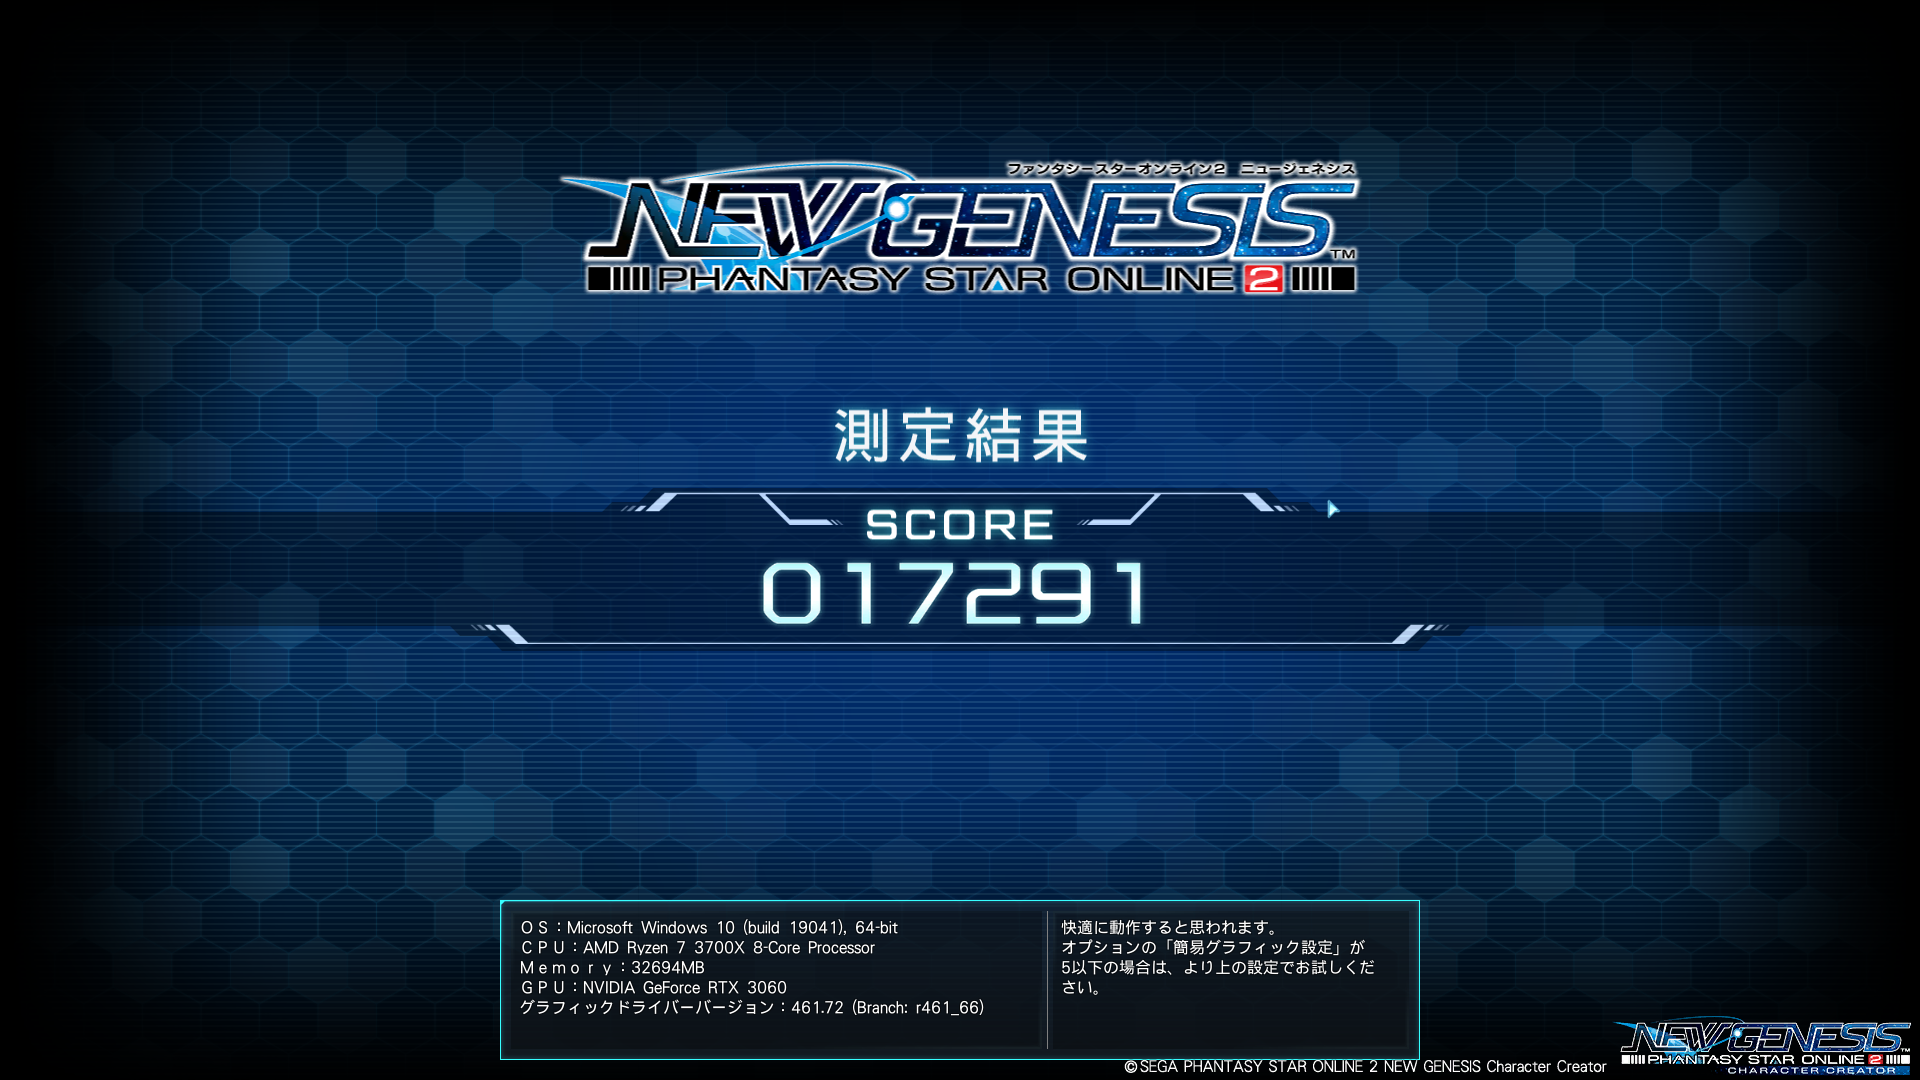 ファンタシースターオンライン2 ニュージェネシス
NEW GENESIS TM
PHANTASY STAR ONLINE 2
測定結果
SCORE
017291
OS：Microsoft Windows 10 (build 19041), 64-bit
CPU：AMD Ryzen 7 3700X 8-Core Processor
Memory：32694MB
GPU：NVIDIA GeForce RTX 3060
グラフィックドライバーバージョン：461.72 (Branch: r461_66)
快適に動作すると思われます。
オプションの「簡易グラフィック設定」が
5以下の場合は、より上の設定でお試しくだ
さい。
©SEGA PHANTASY STAR ONLINE 2 NEW GENESIS Character Creator
NEW GENESIS TM
PHANTASY STAR ONLINE 2
CHARACTER CREATOR